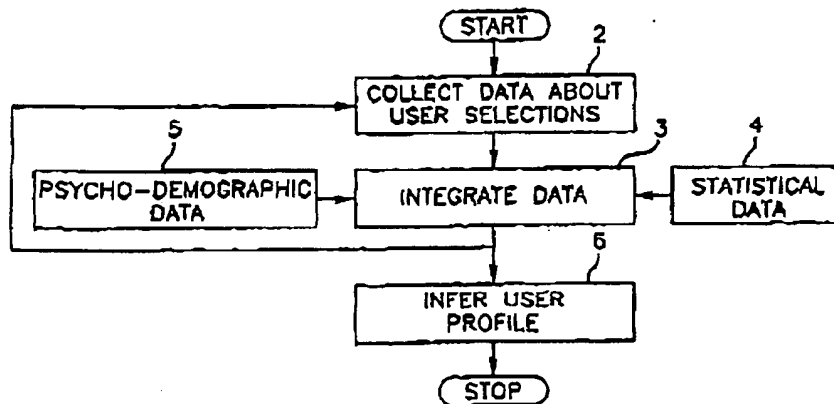 START
2
COLLECT DATA ABOUT
USER SELECTIONS
5
3
4
PSYCHO-DEMOGRAPHIC
DATA
INTEGRATE DATA
STATISTICAL
DATA
6
INFER USER
PROFILE
STOP